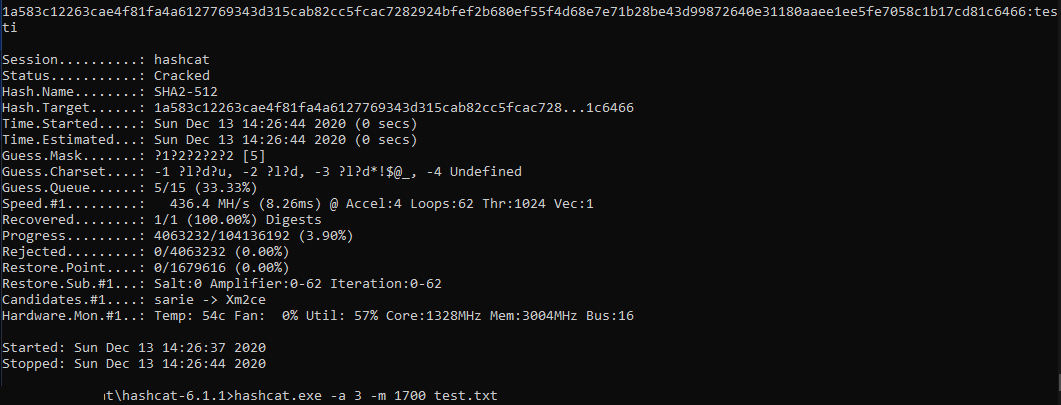 1a583c12263cae4f81fa4a6127769343d315cab82cc5fcac7282924bfef2b680ef55f4d68e7e71b28be43d99872640e31180aaee1ee5fe7058c1b17cd81c6466:tes
ti
Session..........: hashcat
Status...........: Cracked
Hash.Name........: SHA2-512
Hash.Target......: 1a583c12263cae4f81fa4a6127769343d315cab82cc5fcac728...1c6466
Time.Started.....: Sun Dec 13 14:26:44 2020 (0 secs)
Time.Estimated...: Sun Dec 13 14:26:44 2020 (0 secs)
Guess.Mask.......: ?1?2?2?2?2 [5]
Guess.Charset....: -1 ?l?d?u, -2 ?l?d, -3 ?l?d*!$@_, -4 Undefined
Guess.Queue......: 5/15 (33.33%)
Speed.#1.........:   436.4 MH/s (8.26ms) @ Accel:4 Loops:62 Thr:1024 Vec:1
Recovered........: 1/1 (100.00%) Digests
Progress.........: 4063232/104136192 (3.90%)
Rejected.........: 0/4063232 (0.00%)
Restore.Point....: 0/1679616 (0.00%)
Restore.Sub.#1...: Salt:0 Amplifier:0-62 Iteration:0-62
Candidates.#1....: sarie -> Xm2ce
Hardware.Mon.#1..: Temp: 54c Fan:  0% Util: 57% Core:1328MHz Mem:3004MHz Bus:16
Started: Sun Dec 13 14:26:37 2020
Stopped: Sun Dec 13 14:26:44 2020
t\hashcat-6.1.1>hashcat.exe -a 3 -m 1700 test.txt